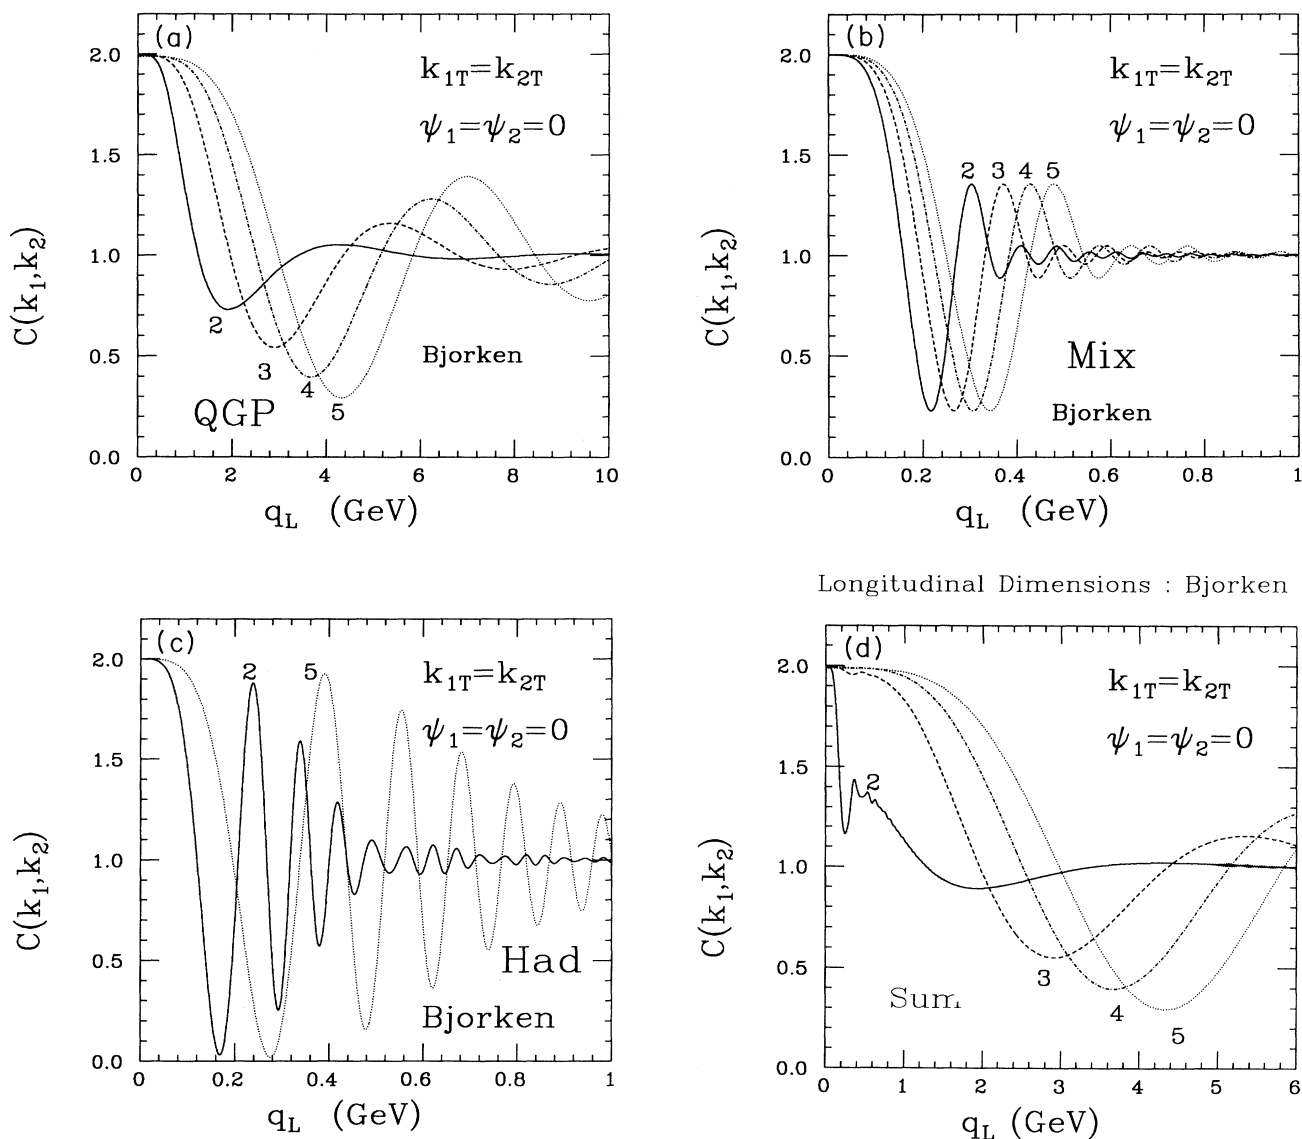 (a)
k1T=k2T
ψ1=ψ2=0
2
3
4
5
Bjorken
QGP
C(k1,k2)
0.0
0.5
1.0
1.5
2.0
0
2
4
6
8
10
qL (GeV)
(b)
k1T=k2T
ψ1=ψ2=0
2
3
4
5
Mix
Bjorken
C(k1,k2)
0.0
0.5
1.0
1.5
2.0
0
0.2
0.4
0.6
0.8
1
qL (GeV)
(c)
2
5
k1T=k2T
ψ1=ψ2=0
Had
Bjorken
C(k1,k2)
0.0
0.5
1.0
1.5
2.0
0
0.2
0.4
0.6
0.8
1
qL (GeV)
Longitudinal Dimensions : Bjorken
(d)
k1T=k2T
ψ1=ψ2=0
2
3
4
5
Sum
C(k1,k2)
0.0
0.5
1.0
1.5
2.0
0
1
2
3
4
5
6
qL (GeV)